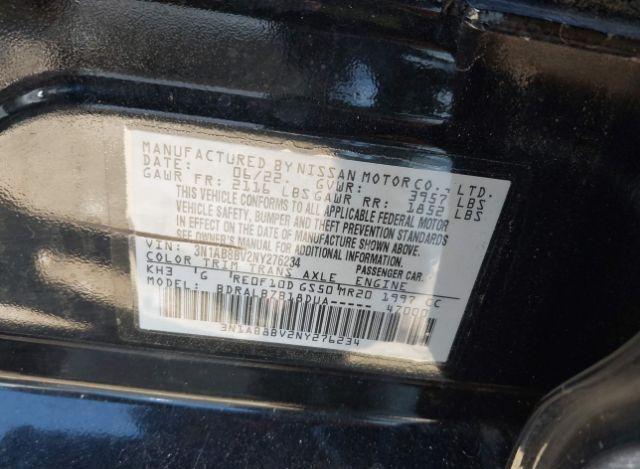 MANUFACTURED BY NISSAN MOTOR CO., LTD.
DATE: 06/22 GVWR: 3957 LBS
GAWR FR: 2116 LBS GAWR RR: 1852 LBS
THIS VEHICLE CONFORMS TO ALL APPLICABLE FEDERAL MOTOR
VEHICLE SAFETY, BUMPER AND THEFT PREVENTION STANDARDS
IN EFFECT ON THE DATE OF MANUFACTURE SHOWN ABOVE.
SEE OWNER'S MANUAL FOR ADDITIONAL INFORMATION.
VIN: 3N1AB8BV2NY276234 PASSENGER CAR
COLOR TRIM TRANS AXLE ENGINE
KH3 G RE0F10D GS50 MR20 1997 CC
MODEL: BDRALBZB18DUA----- 47000
3N1AB8BV2NY276234